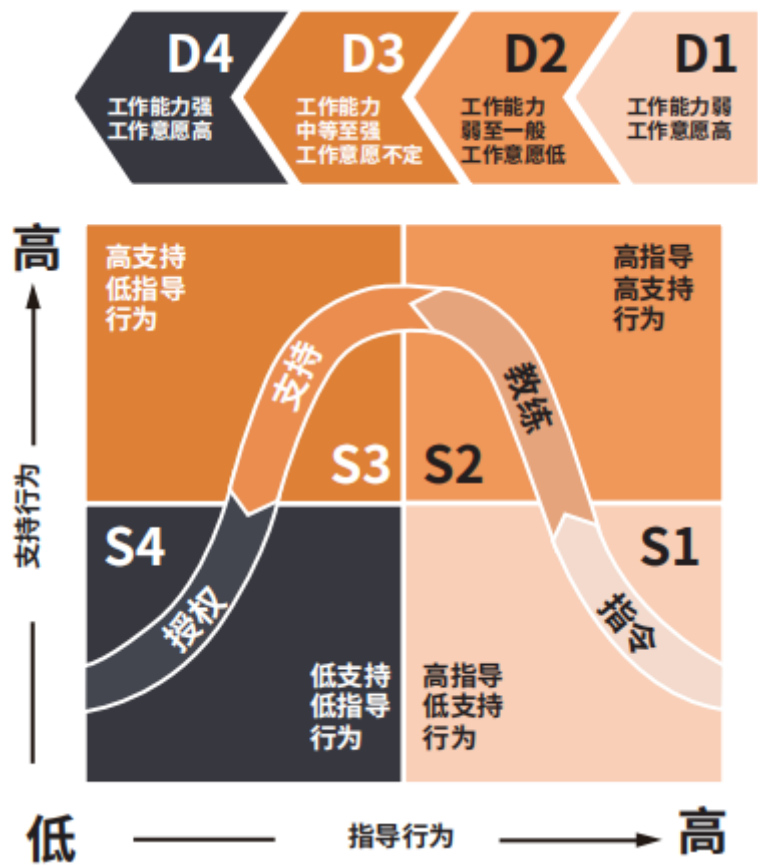 D4
工作能力强
工作意愿高
D3
工作能力
中等至强
工作意愿不定
D2
工作能力
弱至一般
工作意愿低
D1
工作能力弱
工作意愿高
高
支持行为
高支持
低指导
行为
高指导
高支持
行为
支持
教练
S3
S2
S4
S1
授权
指令
低支持
低指导
行为
高指导
低支持
行为
低
指导行为
高